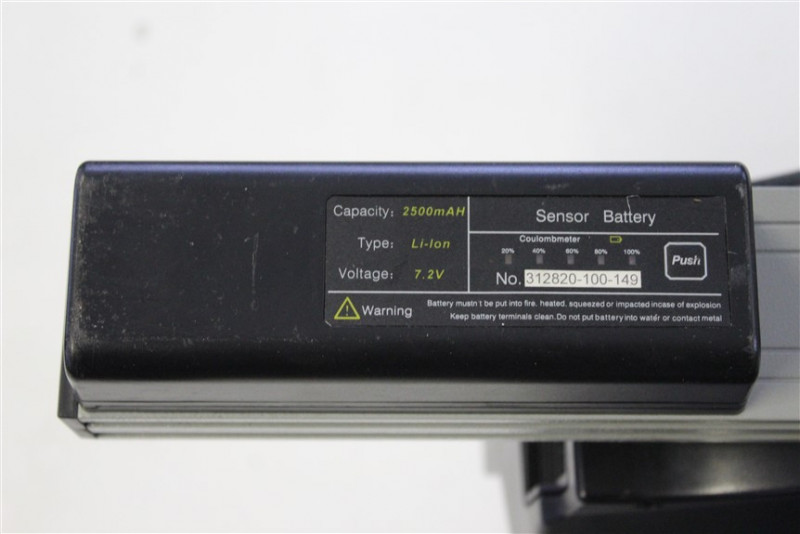 Capacity: 2500mAH
Type: Li-Ion
Voltage: 7.2V
Sensor Battery
Coulombmeter
20% 40% 60% 80% 100%
Push
No. 312820-100-149
Warning
Battery mustn't be put into fire, heated, squeezed or impacted incase of explosion
Keep battery terminals clean.Do not put battery into water or contact metal